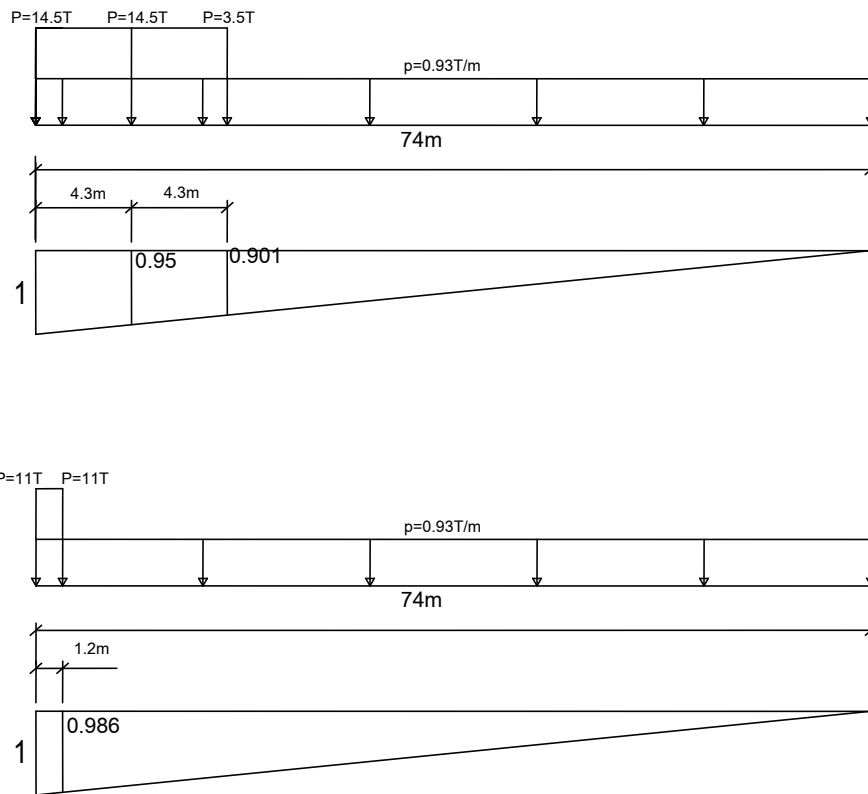 P=14.5T P=14.5T P=3.5T
p=0.93T/m
74m
4.3m 4.3m
0.95 0.901
1
P=11T P=11T
p=0.93T/m
74m
1.2m
0.986
1